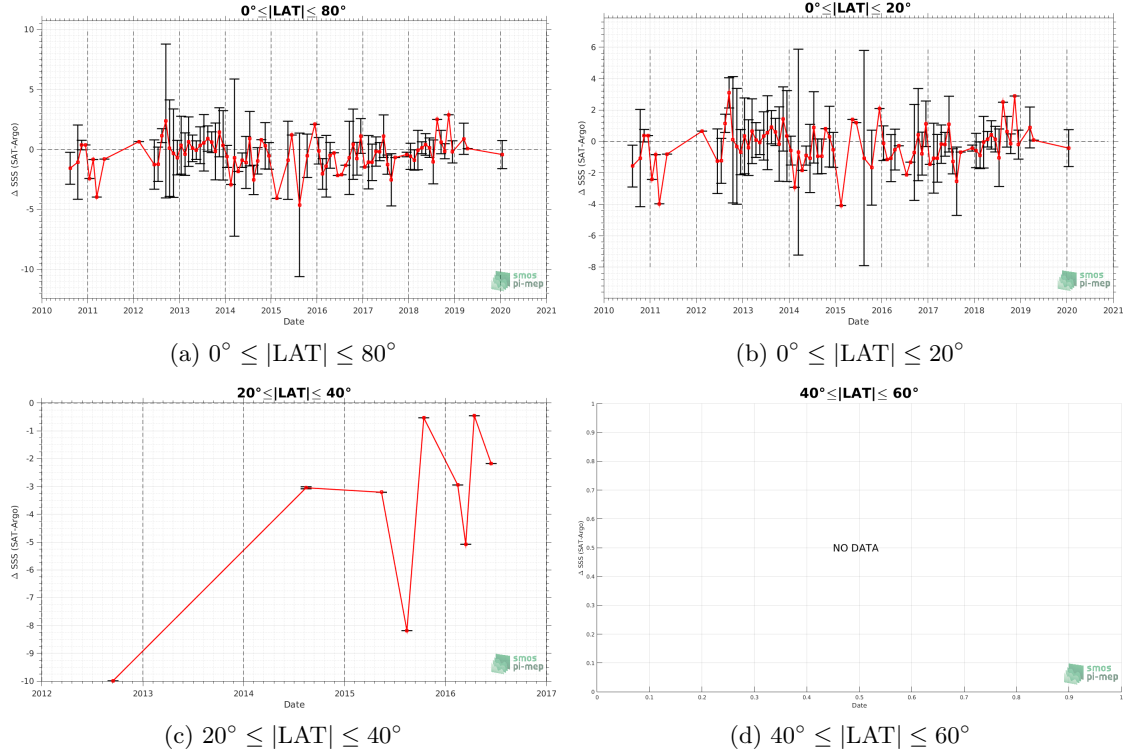 0°≤|LAT|≤ 80°
Δ SSS (SAT-Argo)
10
5
0
-5
-10
2010 2011 2012 2013 2014 2015 2016 2017 2018 2019 2020 2021
Date
smos
pi-mep
(a) 0° ≤ |LAT| ≤ 80°
0°≤|LAT|≤ 20°
Δ SSS (SAT-Argo)
6
4
2
0
-2
-4
-6
-8
2010 2011 2012 2013 2014 2015 2016 2017 2018 2019 2020 2021
Date
smos
pi-mep
(b) 0° ≤ |LAT| ≤ 20°
20°≤|LAT|≤ 40°
Δ SSS (SAT-Argo)
0
-1
-2
-3
-4
-5
-6
-7
-8
-9
-10
2012 2013 2014 2015 2016 2017
Date
smos
pi-mep
(c) 20° ≤ |LAT| ≤ 40°
40°≤|LAT|≤ 60°
Δ SSS (SAT-Argo)
1
0.9
0.8
0.7
0.6
0.5
0.4
0.3
0.2
0.1
0
NO DATA
0 0.1 0.2 0.3 0.4 0.5 0.6 0.7 0.8 0.9 1
Date
smos
pi-mep
(d) 40° ≤ |LAT| ≤ 60°